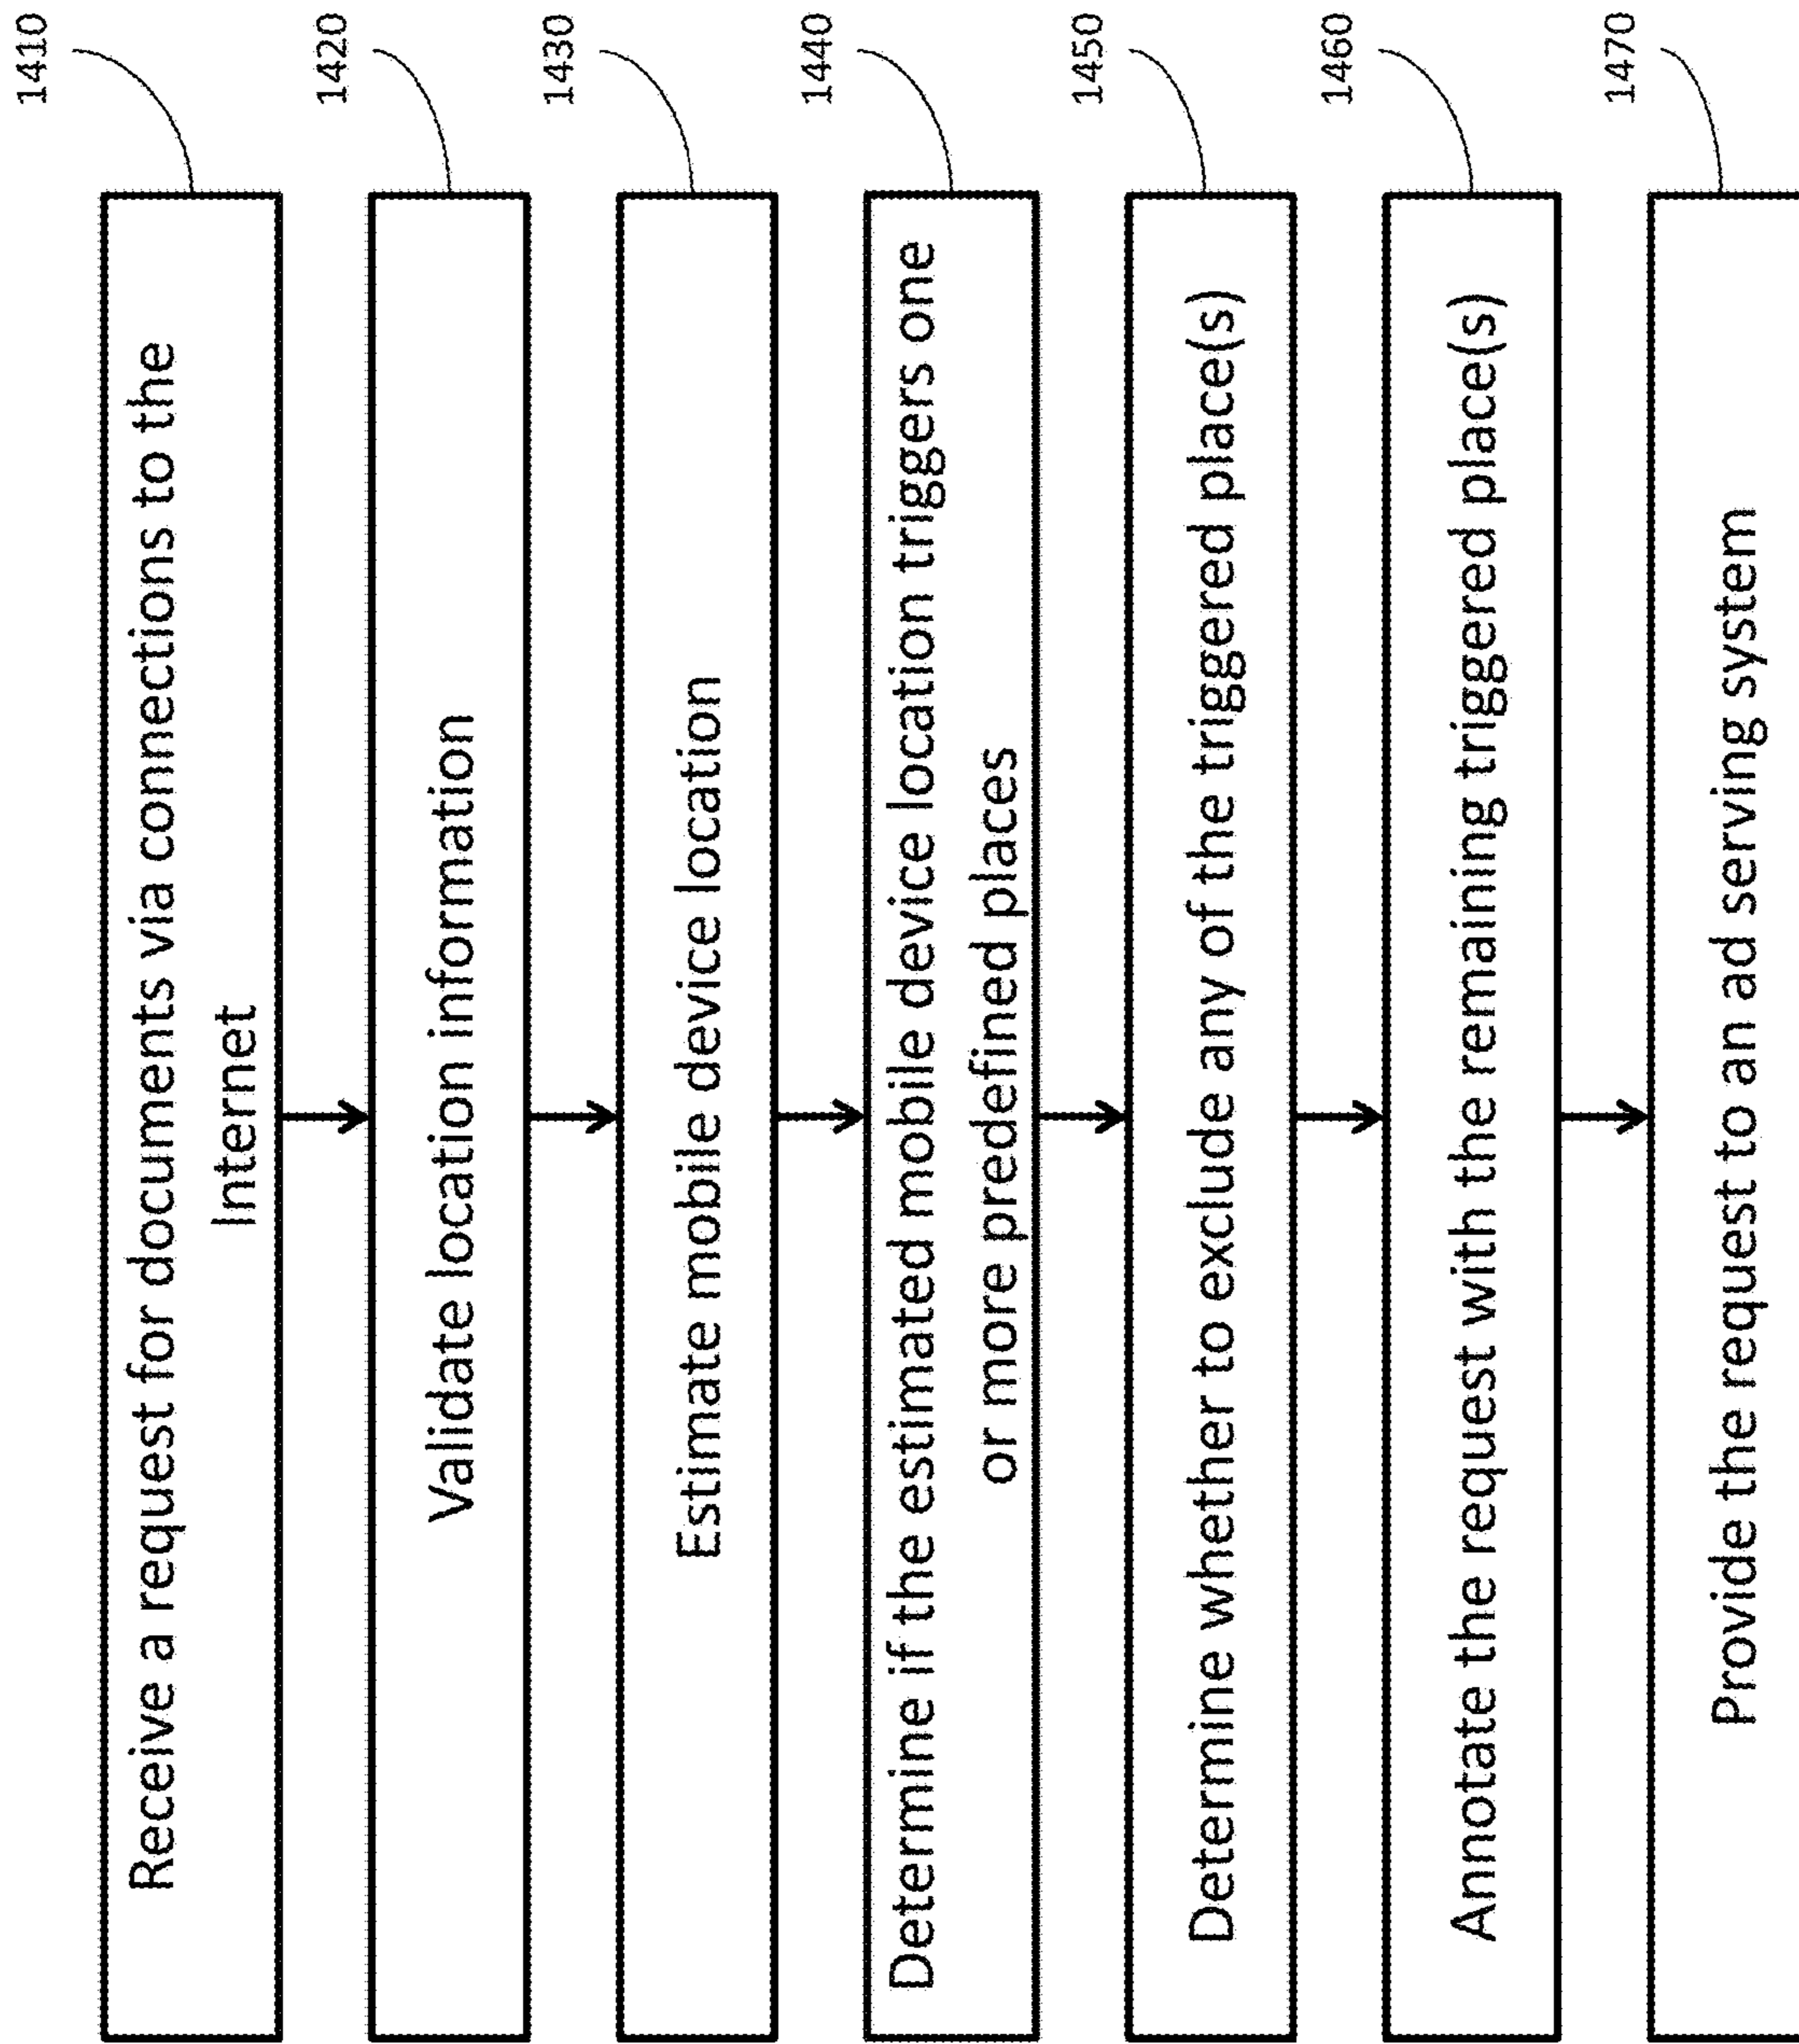 1410
Receive a request for documents via connections to the
Internet
1420
Validate location information
1430
Estimate mobile device location
1440
Determine if the estimated mobile device location triggers one
or more predefined places
1450
Determine whether to exclude any of the triggered place(s)
1460
Annotate the request with the remaining triggered place(s)
1470
Provide the request to an ad serving system